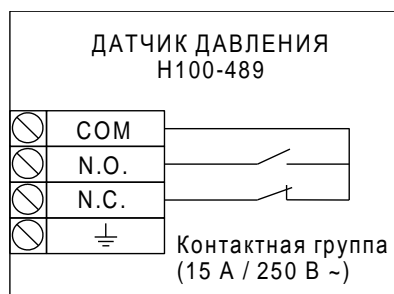 ДАТЧИК ДАВЛЕНИЯ
H100-489
COM
N.O.
N.C.
Контактная группа
(15 А / 250 В ~)